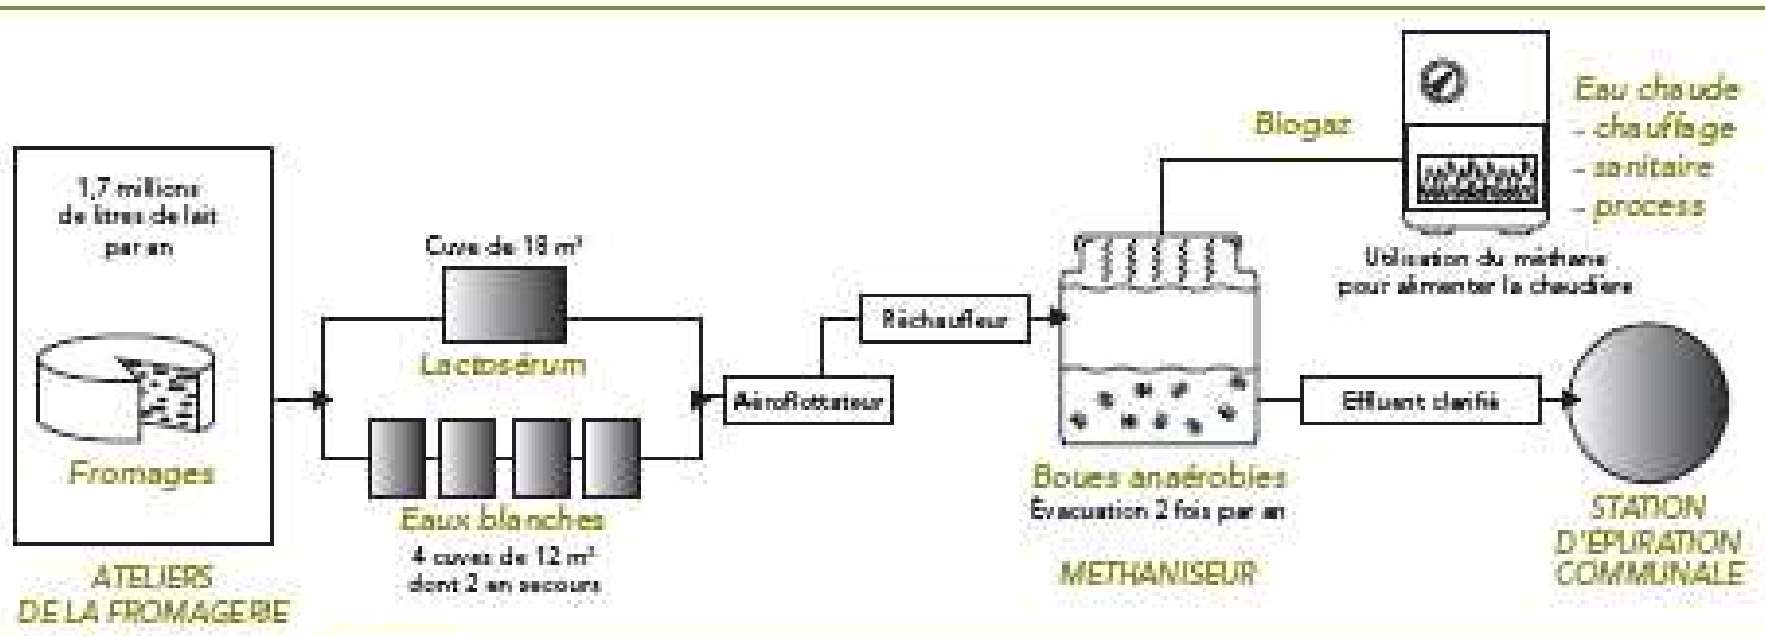 1,7 millions
de litres de lait
par an
Fromages
ATELIERS
DE LA FROMAGERIE
Cuve de 18 m³
Lactosérum
Eaux blanches
4 cuves de 12 m³
dont 2 en secours
Aéroflottateur
Réchauffeur
Boues anaérobies
Évacuation 2 fois par an
METHANISEUR
Biogaz
Eau chaude
- chauffage
- sanitaire
- process
Utilisation du méthane
pour alimenter la chaudière
Effluent clarifié
STATION
D'ÉPURATION
COMMUNALE